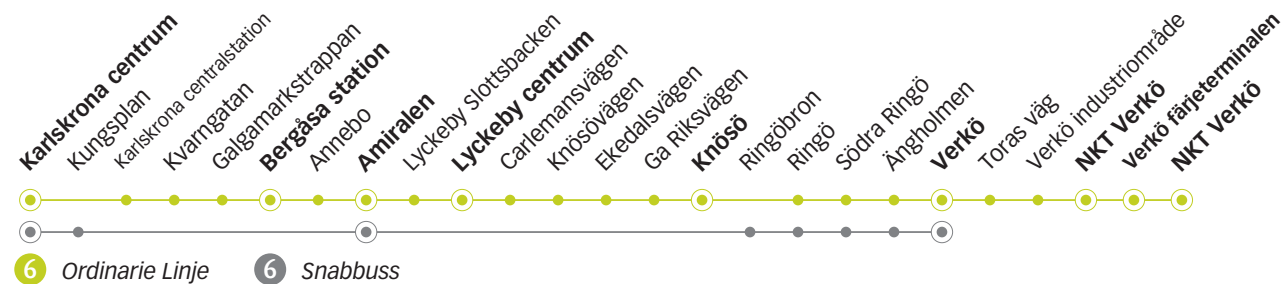 Karlskrona centrum
Kungsplan
Karlskrona centralstation
Kvarngatan
Galgamarkstrappan
Bergåsa station
Annebo
Amiralen
Lyckeby Slottsbacken
Lyckeby centrum
Carlemansvägen
Knösövägen
Ekedalsvägen
Ga Riksvägen
Knösö
Ringöbron
Ringö
Södra Ringö
Ängholmen
Verkö
Toras väg
Verkö industriområde
NKT Verkö
Verkö färjeterminalen
NKT Verkö
6 Ordinarie Linje 6 Snabbuss